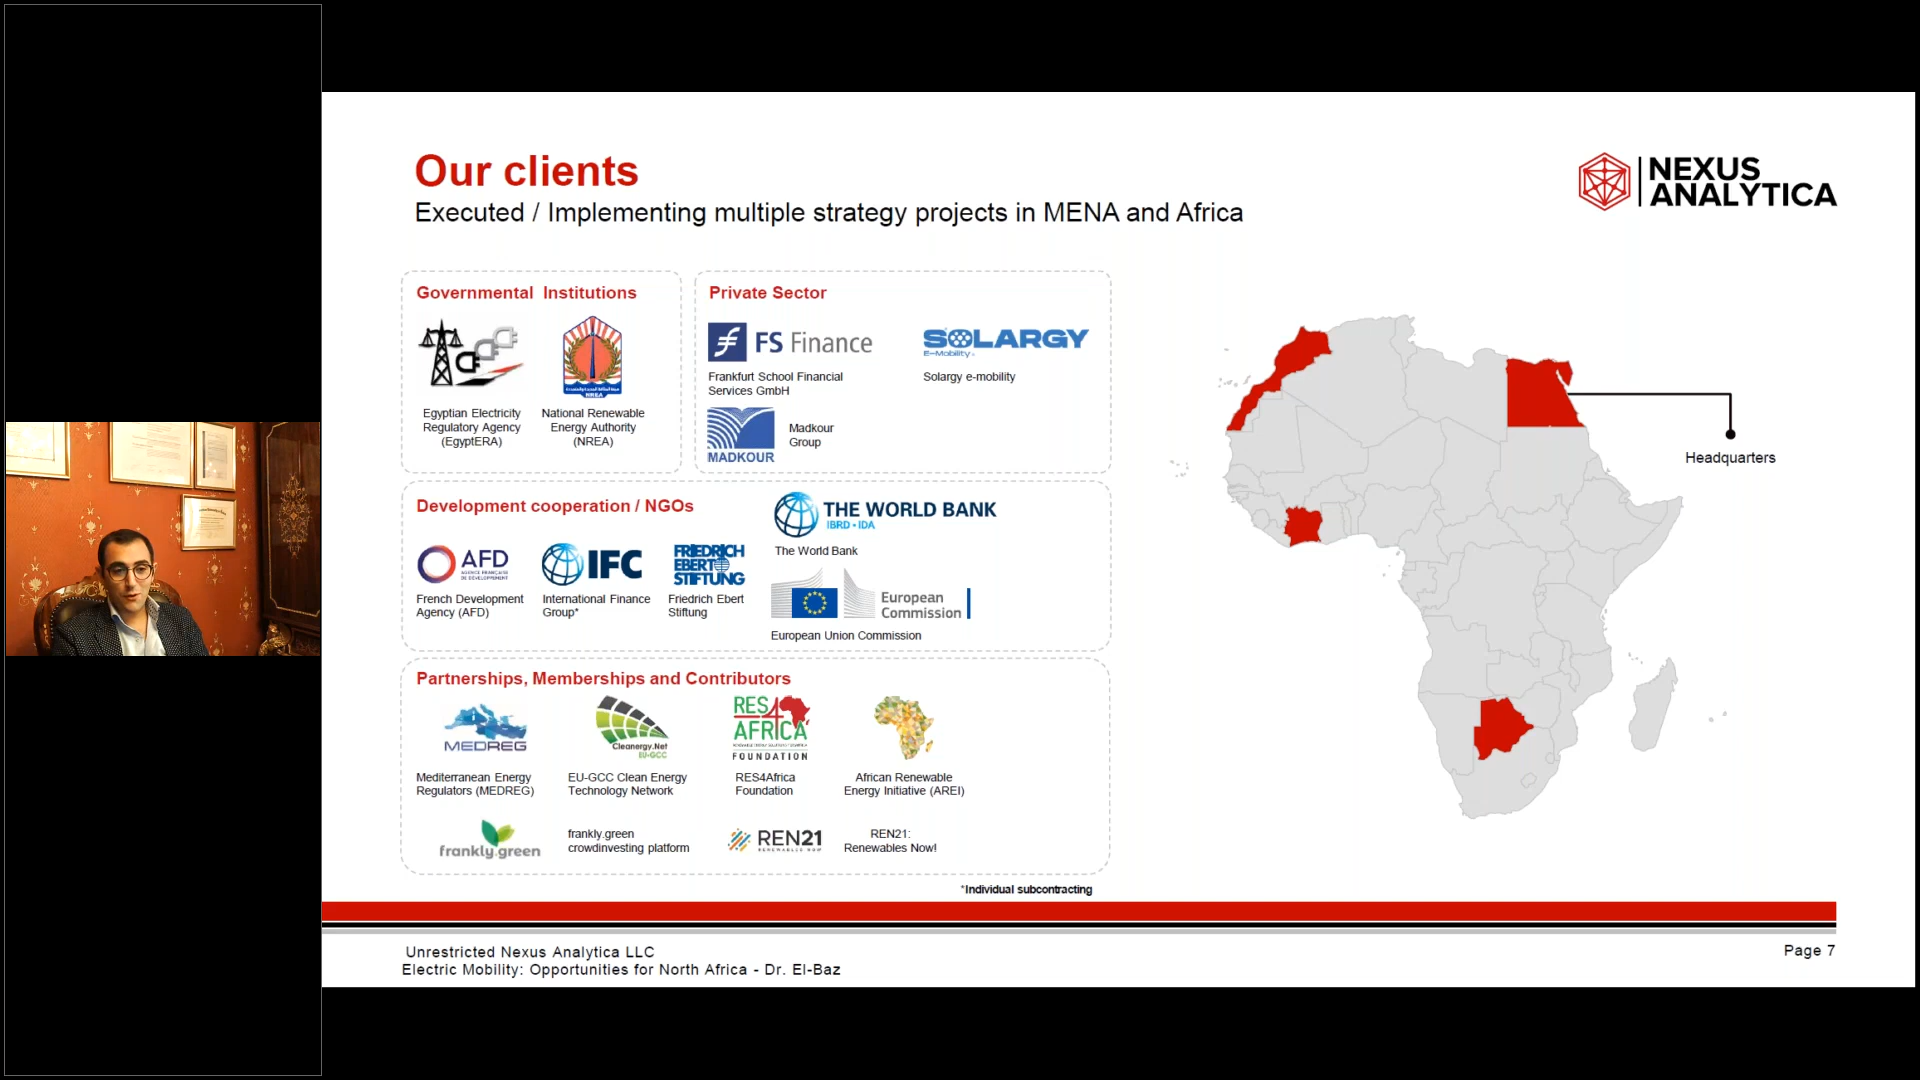 Our clients
Executed / Implementing multiple strategy projects in MENA and Africa
NEXUS
ANALYTICA
Governmental Institutions
NREA
Egyptian Electricity
Regulatory Agency
(EgyptERA)
National Renewable
Energy Authority
(NREA)
Private Sector
FS Finance
Frankfurt School Financial
Services GmbH
SOLARGY
E-Mobility
Solargy e-mobility
MADKOUR
Madkour
Group
Headquarters
Development cooperation / NGOs
AFD
AGENCE FRANÇAISE
DE DÉVELOPPEMENT
French Development
Agency (AFD)
IFC
International Finance
Group*
FRIEDRICH
EBERT
STIFTUNG
Friedrich Ebert
Stiftung
THE WORLD BANK
IBRD • IDA
The World Bank
European
Commission
European Union Commission
Partnerships, Memberships and Contributors
MEDREG
Mediterranean Energy
Regulators (MEDREG)
Cleanergy.Net
EU-GCC
EU-GCC Clean Energy
Technology Network
RES4
AFRICA
FOUNDATION
RES4Africa
Foundation
African Renewable
Energy Initiative (AREI)
frankly.green
frankly.green
crowdinvesting platform
REN21
RENEWABLES NOW
REN21:
Renewables Now!
*Individual subcontracting
Unrestricted Nexus Analytica LLC
Electric Mobility: Opportunities for North Africa - Dr. El-Baz
Page 7